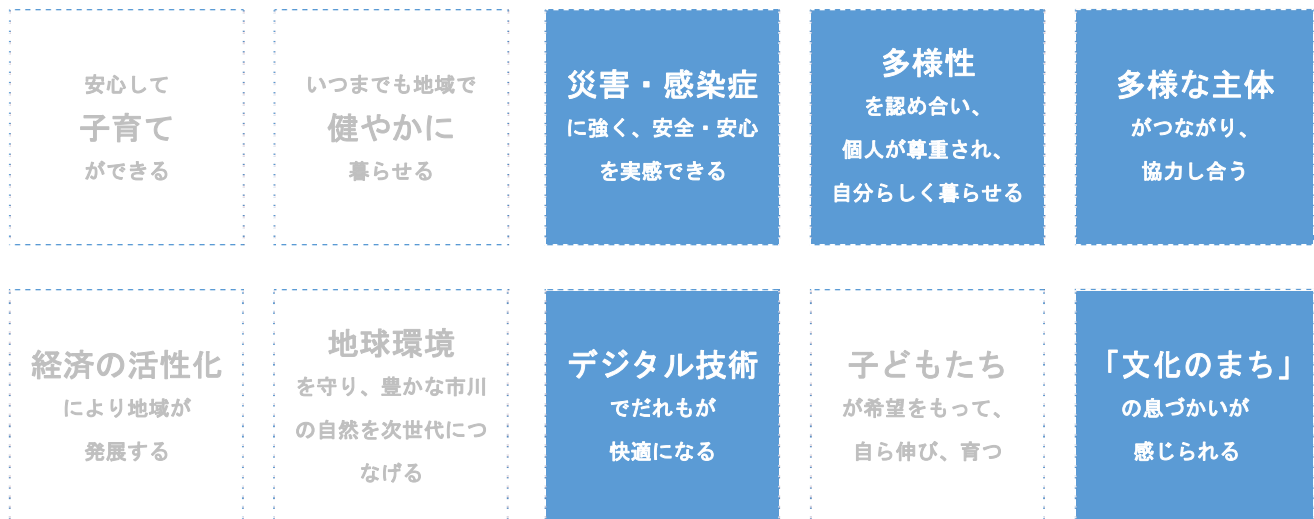 安心して
子育て
ができる
いつまでも地域で
健やかに
暮らせる
災害・感染症
に強く、安全・安心
を実感できる
多様性
を認め合い、
個人が尊重され、
自分らしく暮らせる
多様な主体
がつながり、
協力し合う
経済の活性化
により地域が
発展する
地球環境
を守り、豊かな市川
の自然を次世代につ
なげる
デジタル技術
でだれもが
快適になる
子どもたち
が希望をもって、
自ら伸び、育つ
「文化のまち」
の息づかいが
感じられる